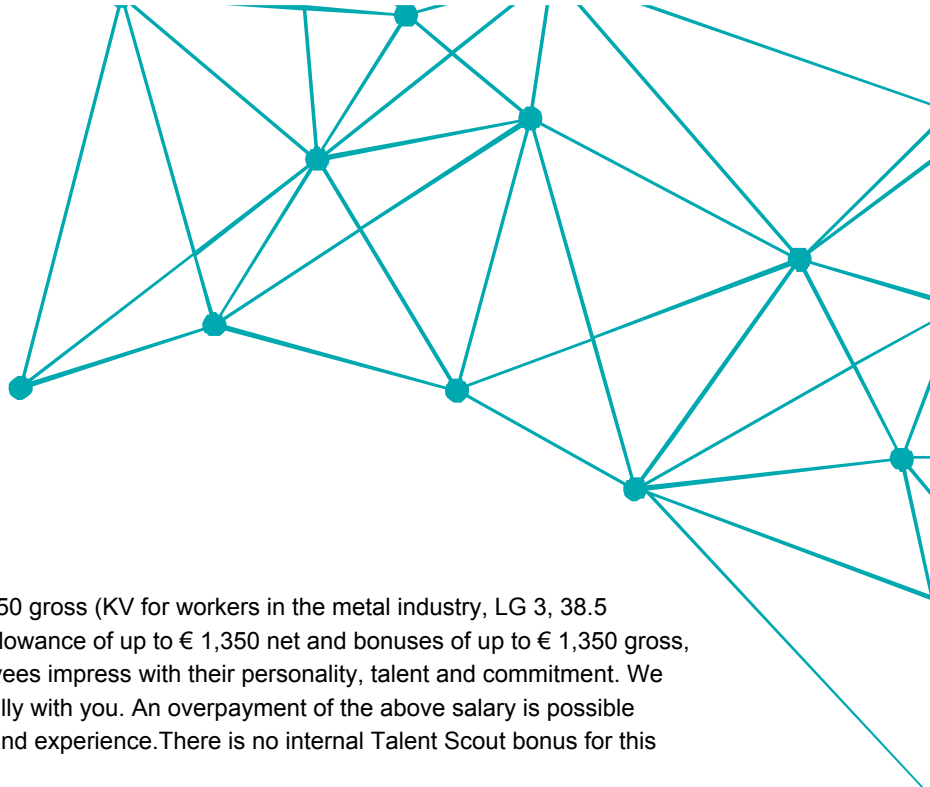 50 gross (KV for workers in the metal industry, LG 3, 38.5
lowance of up to € 1,350 net and bonuses of up to € 1,350 gross,
ees impress with their personality, talent and commitment. We
lly with you. An overpayment of the above salary is possible
nd experience.There is no internal Talent Scout bonus for this